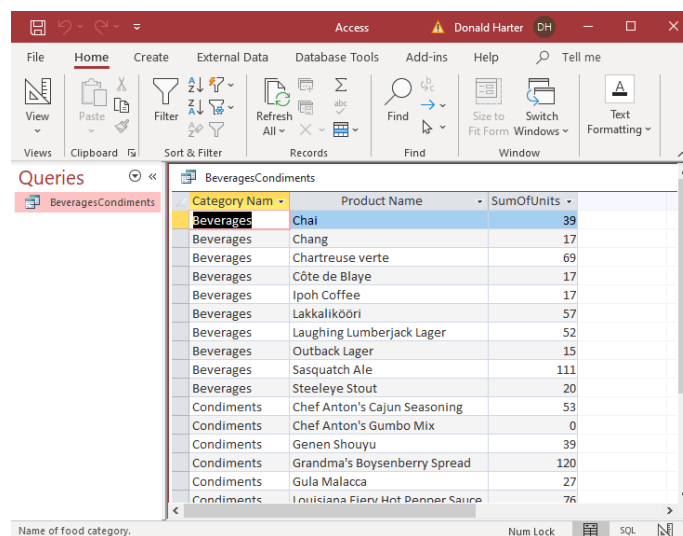 Access
Donald Harter DH
File Home Create External Data Database Tools Add-ins Help Tell me
View
Paste
Filter
Refresh All
Σ
abc
Find
Size to Fit Form
Switch Windows
A
Text Formatting
Views Clipboard Sort & Filter Records Find Window
Queries
BeveragesCondiments
BeveragesCondiments
Category Nam Product Name SumOfUnits
Beverages Chai 39
Beverages Chang 17
Beverages Chartreuse verte 69
Beverages Côte de Blaye 17
Beverages Ipoh Coffee 17
Beverages Lakkalikööri 57
Beverages Laughing Lumberjack Lager 52
Beverages Outback Lager 15
Beverages Sasquatch Ale 111
Beverages Steeleye Stout 20
Condiments Chef Anton's Cajun Seasoning 53
Condiments Chef Anton's Gumbo Mix 0
Condiments Genen Shouyu 39
Condiments Grandma's Boysenberry Spread 120
Condiments Gula Malacca 27
Condiments Louisiana Fiery Hot Pepper Sauce 76
Name of food category. Num Lock SQL